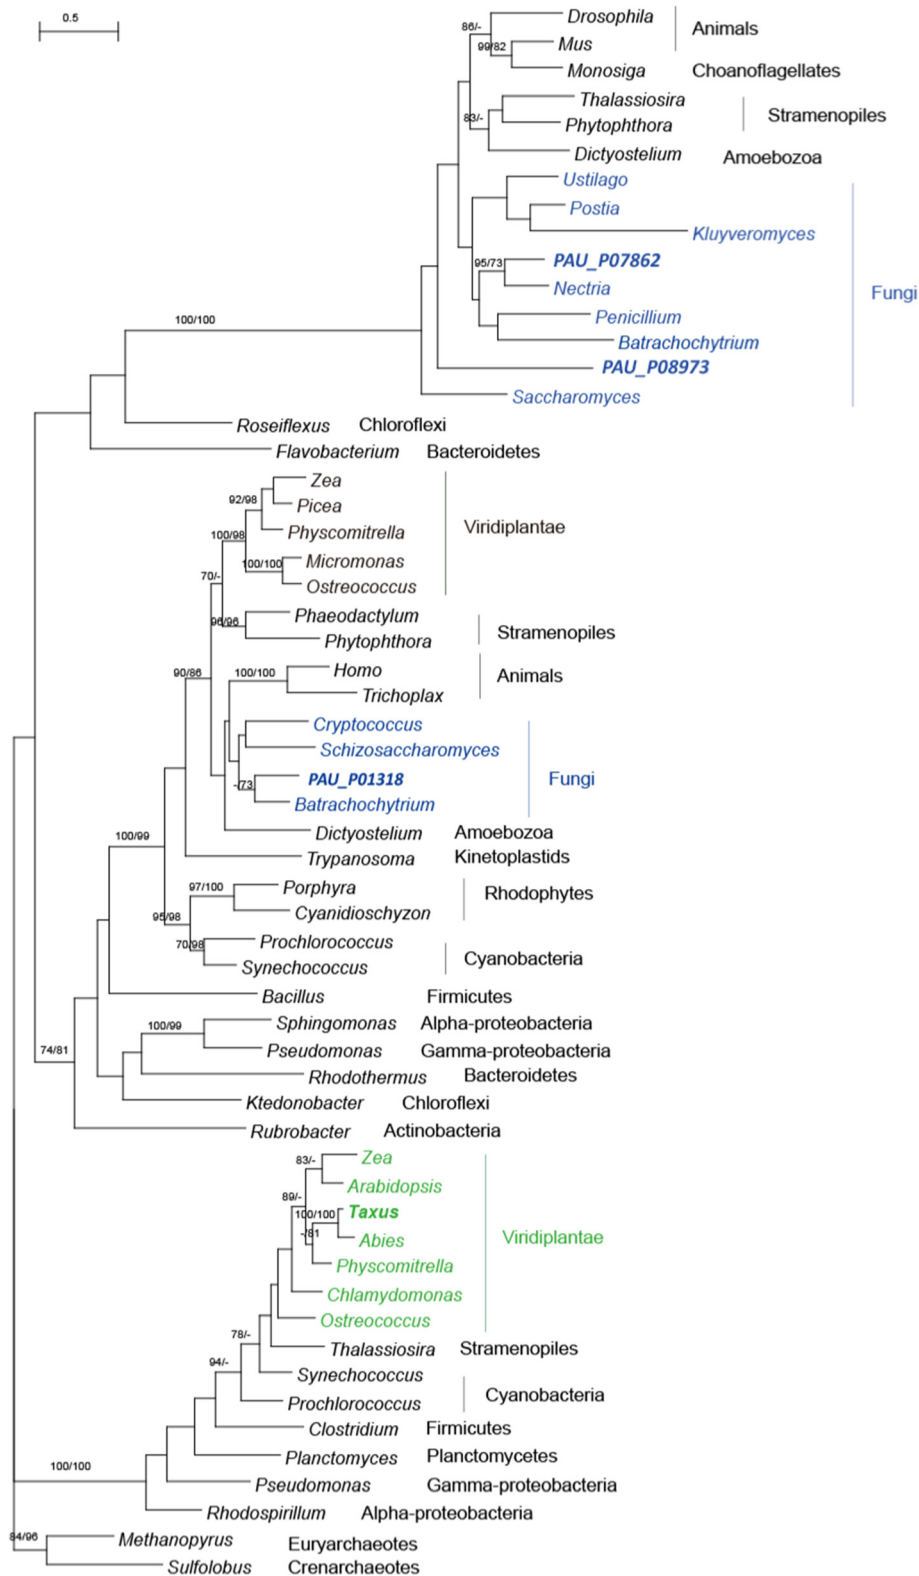 0.5
Drosophila
86/-
Animals
99/82
Mus
Monosiga Choanoflagellates
Thalassiosira
Stramenopiles
83/-
Phytophthora
Dictyostelium Amoebozoa
Ustilago
Postia
Kluyveromyces
95/73
PAU_P07862
Nectria
Fungi
Penicillium
100/100
Batrachochytrium
PAU_P08973
Saccharomyces
Roseiflexus Chloroflexi
Flavobacterium Bacteroidetes
Zea
92/98
Picea
Viridiplantae
100/98
Physcomitrella
100/100
Micromonas
70/-
Ostreococcus
96/96
Phaeodactylum
Stramenopiles
Phytophthora
90/86
100/100
Homo
Animals
Trichoplax
Cryptococcus
Schizosaccharomyces
-/73
PAU_P01318
Fungi
Batrachochytrium
Dictyostelium Amoebozoa
100/99
Trypanosoma Kinetoplastids
97/100
Porphyra
Rhodophytes
95/98
Cyanidioschyzon
70/98
Prochlorococcus
Cyanobacteria
Synechococcus
Bacillus Firmicutes
100/99
Sphingomonas Alpha-proteobacteria
74/81
Pseudomonas Gamma-proteobacteria
Rhodothermus Bacteroidetes
Ktedonobacter Chloroflexi
Rubrobacter Actinobacteria
83/-
Zea
Arabidopsis
89/-
100/100
Taxus
-/81
Abies
Viridiplantae
Physcomitrella
Chlamydomonas
Ostreococcus
78/-
Thalassiosira Stramenopiles
94/-
Synechococcus
Cyanobacteria
Prochlorococcus
Clostridium Firmicutes
Planctomyces Planctomycetes
100/100
Pseudomonas Gamma-proteobacteria
Rhodospirillum Alpha-proteobacteria
84/96
Methanopyrus Euryarchaeotes
Sulfolobus Crenarchaeotes